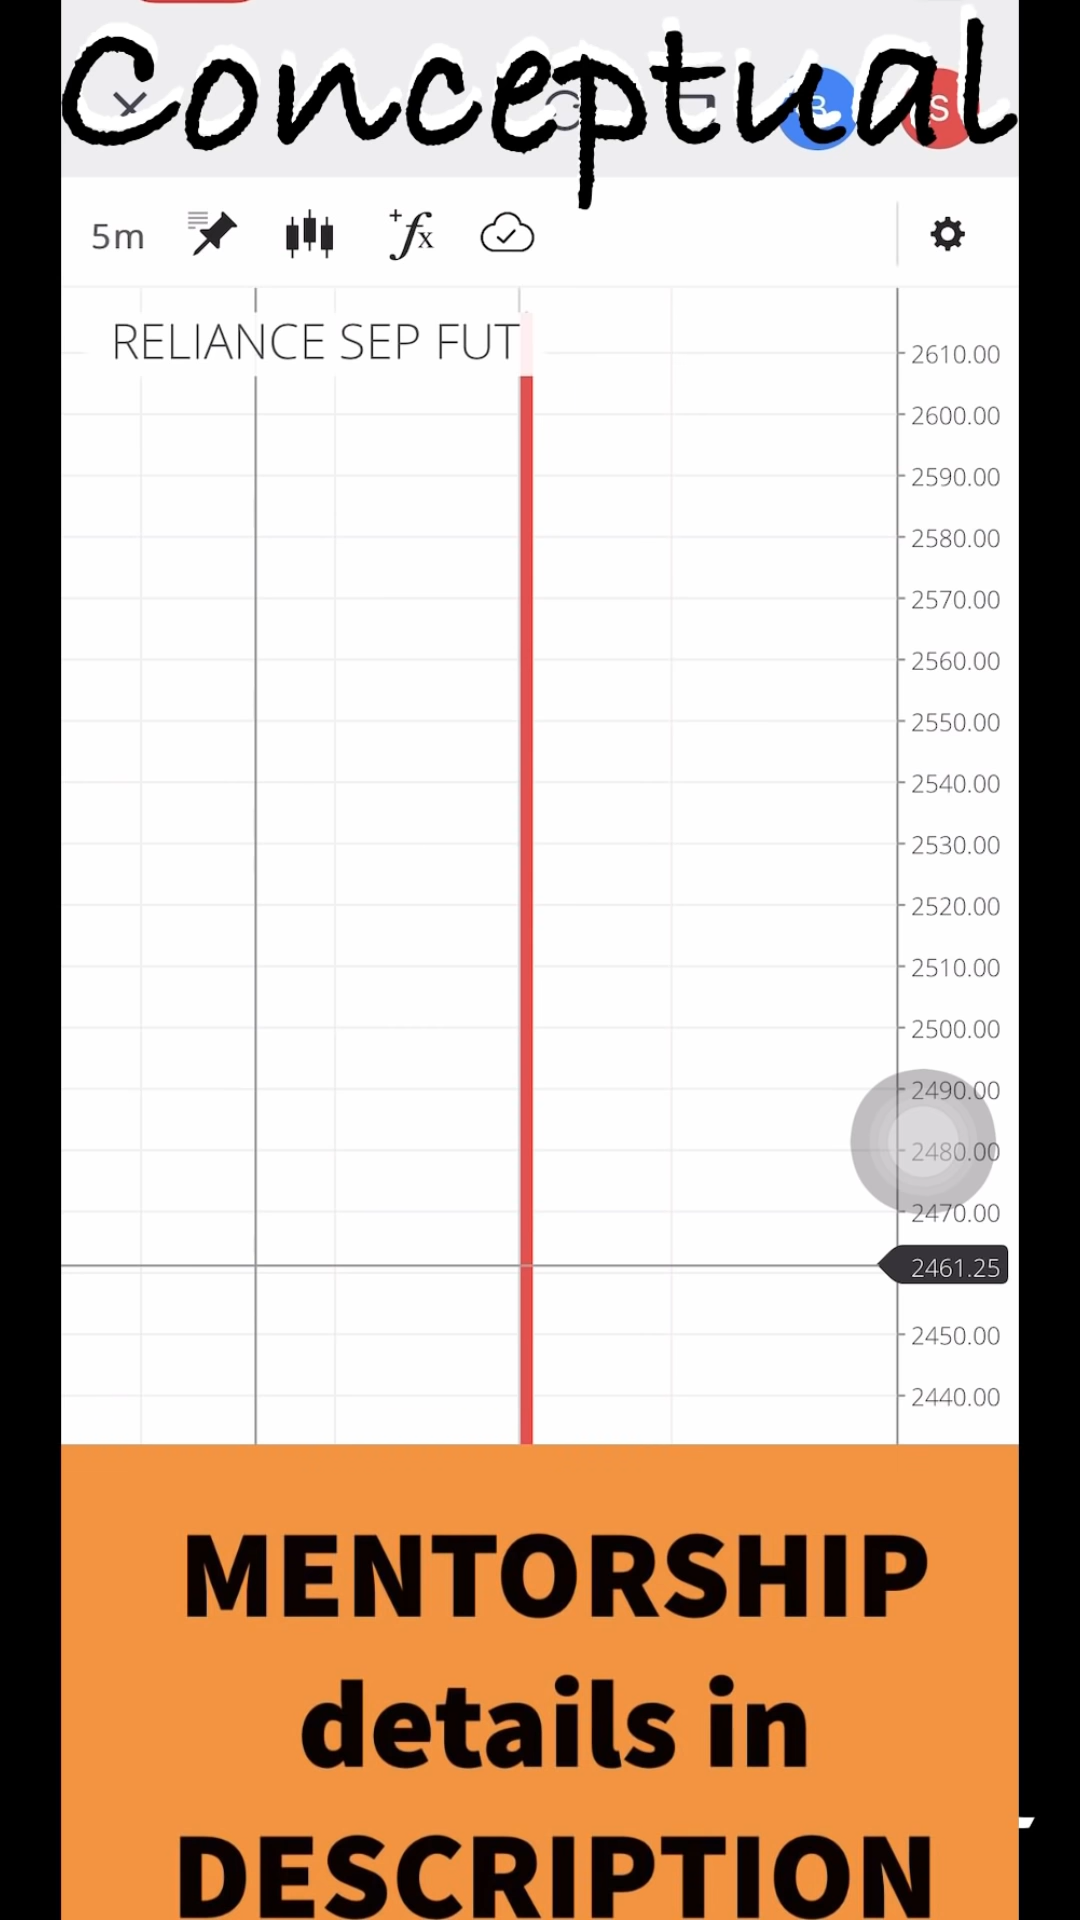 Conceptual
B S
5m +fx
RELIANCE SEP FUT
2610.00
2600.00
2590.00
2580.00
2570.00
2560.00
2550.00
2540.00
2530.00
2520.00
2510.00
2500.00
2490.00
2480.00
2470.00
2461.25
2450.00
2440.00
MENTORSHIP
details in
DESCRIPTION